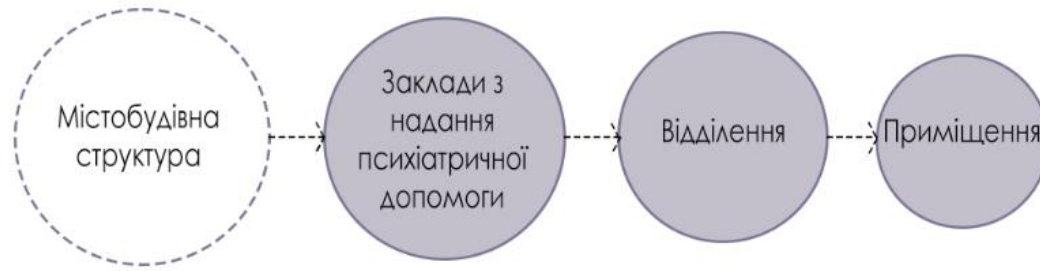 Містобудівна
структура
Заклади з
надання
психіатричної
допомоги
Відділення
Приміщення